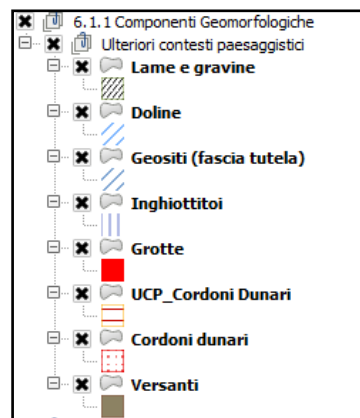 6.1.1 Componenti Geomorfologiche
Ulteriori contesti paesaggistici
Lame e gravine
Doline
Geositi (fascia tutela)
Inghiottitoi
Grotte
UCP_Cordoni Dunari
Cordoni dunari
Versanti